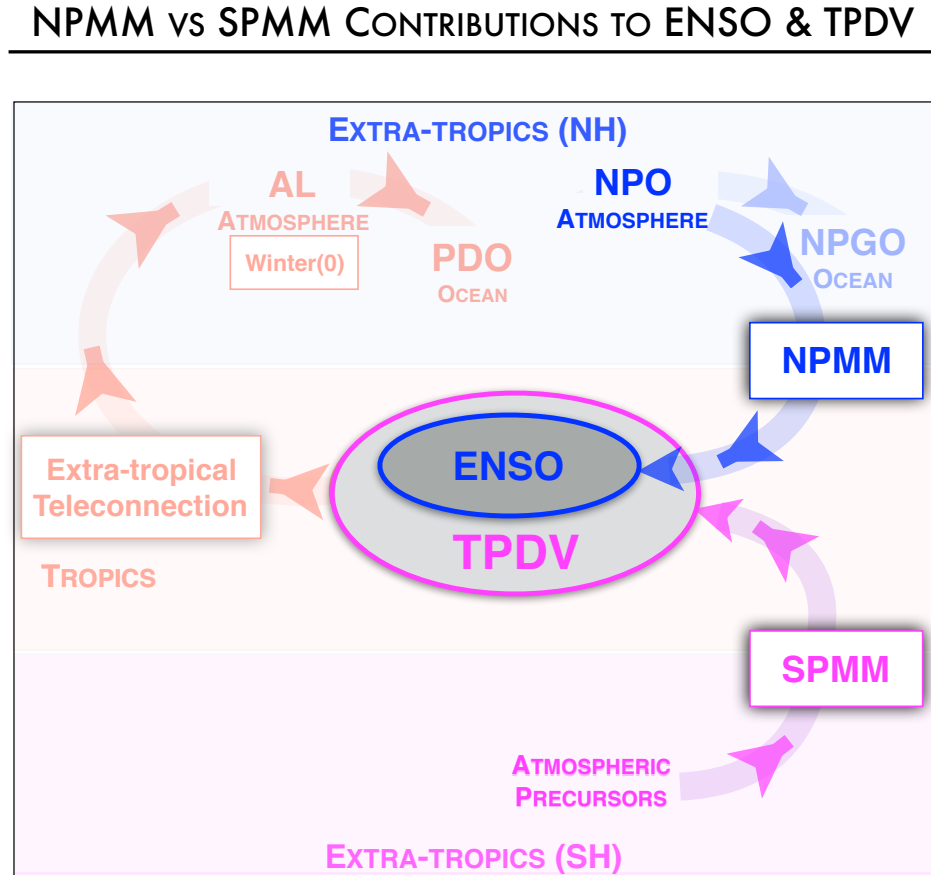 NPMM VS SPMM CONTRIBUTIONS TO ENSO & TPDV
EXTRA-TROPICS (NH)
AL
ATMOSPHERE
Winter(0)
PDO
OCEAN
NPO
ATMOSPHERE
NPGO
OCEAN
NPMM
ENSO
TPDV
Extra-tropical
Teleconnection
TROPICS
SPMM
ATMOSPHERIC
PRECURSORS
EXTRA-TROPICS (SH)